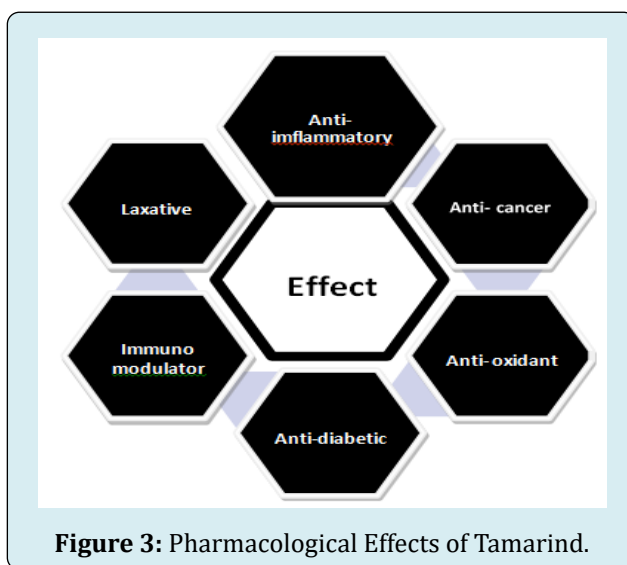 Anti-
imflammatory
Anti- cancer
Laxative
Effect
Immuno
modulator
Anti-oxidant
Anti-diabetic
Figure 3: Pharmacological Effects of Tamarind.